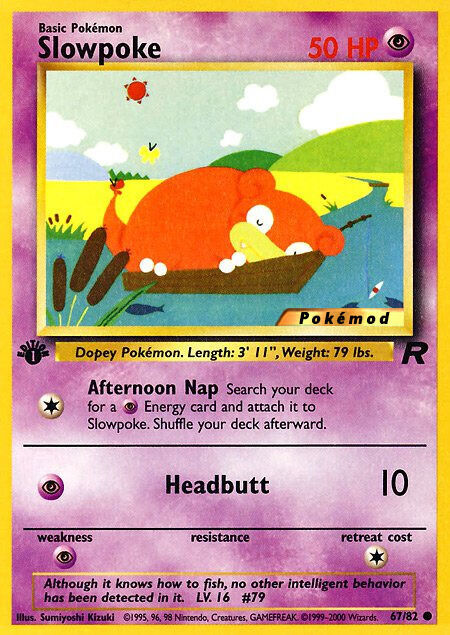 Basic Pokémon
Slowpoke 50 HP
Pokémod
EDITION 1
Dopey Pokémon. Length: 3' 11", Weight: 79 lbs.
R
Afternoon Nap Search your deck
for a Energy card and attach it to
Slowpoke. Shuffle your deck afterward.
Headbutt 10
weakness resistance retreat cost
Although it knows how to fish, no other intelligent behavior
has been detected in it. LV. 16 #79
Illus. Sumiyoshi Kizuki ©1995, 96, 98 Nintendo, Creatures, GAMEFREAK. ©1999-2000 Wizards. 67/82